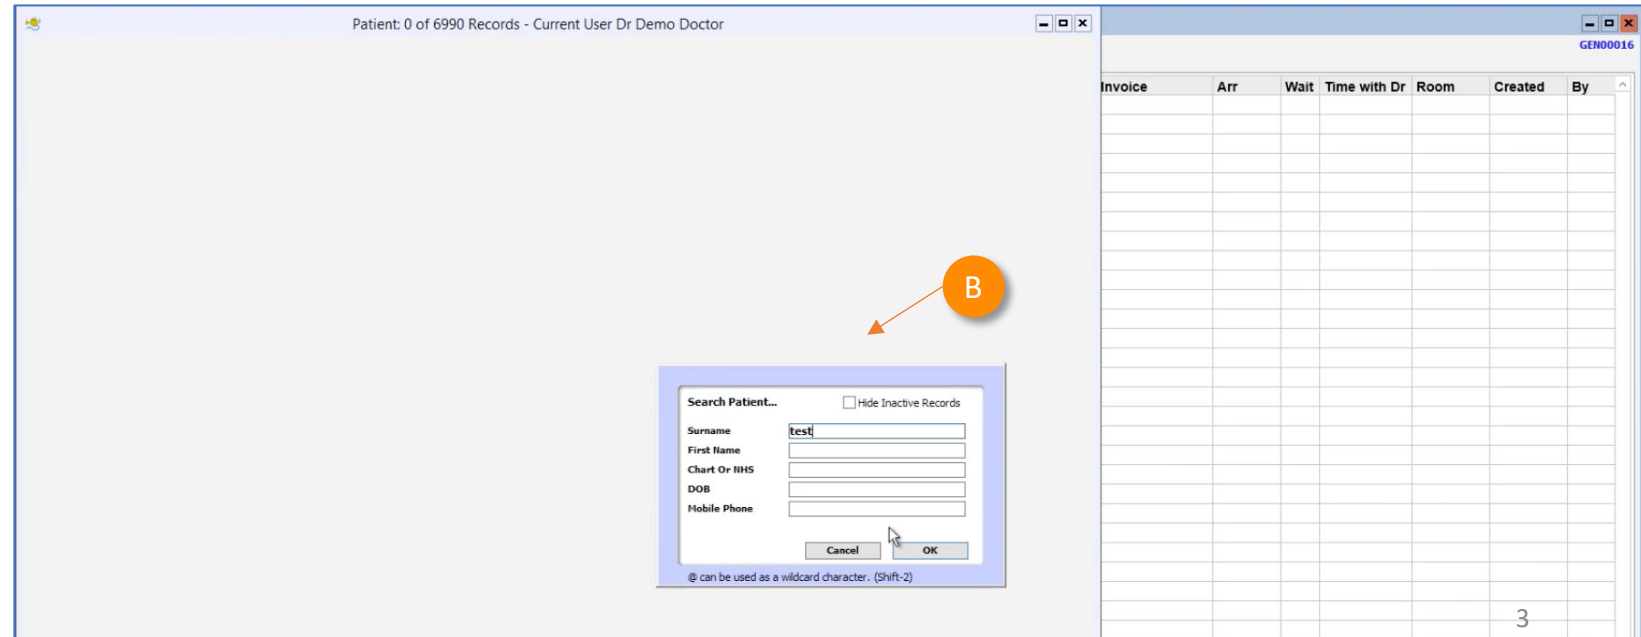 Patient: 0 of 6990 Records - Current User Dr Demo Doctor
GEN00016
Invoice Arr Wait Time with Dr Room Created By
B
Search Patient... Hide Inactive Records
Surname test
First Name
Chart Or NHS
DOB
Mobile Phone
Cancel OK
@ can be used as a wildcard character. (Shift-2)
3